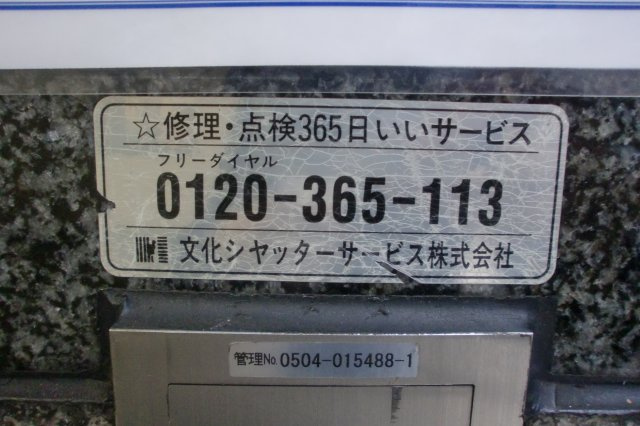 ☆修理・点検365日いいサービス
フリーダイヤル
0120-365-113
文化シヤッターサービス株式会社
管理No. 0504-015488-1